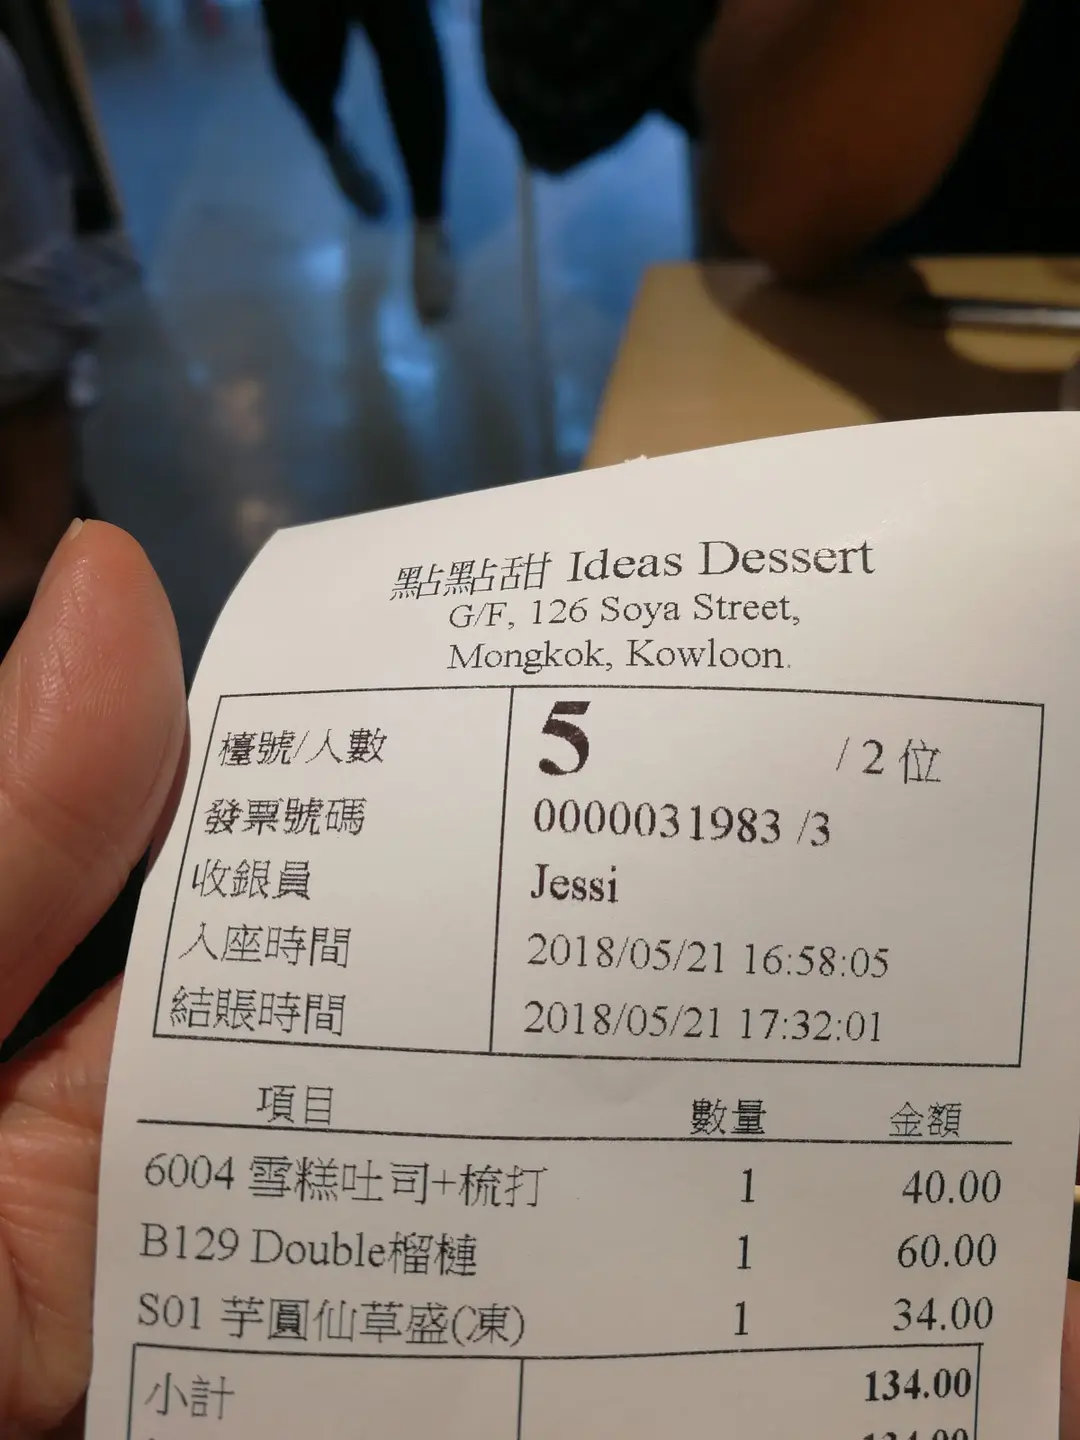 點點甜 Ideas Dessert
G/F, 126 Soya Street,
Mongkok, Kowloon.
檯號/人數 5 / 2 位
發票號碼 0000031983 /3
收銀員 Jessi
入座時間 2018/05/21 16:58:05
結賬時間 2018/05/21 17:32:01
項目 數量 金額
6004 雪糕吐司+梳打 1 40.00
B129 Double榴槤 1 60.00
S01 芋圓仙草盛(凍) 1 34.00
小計 134.00